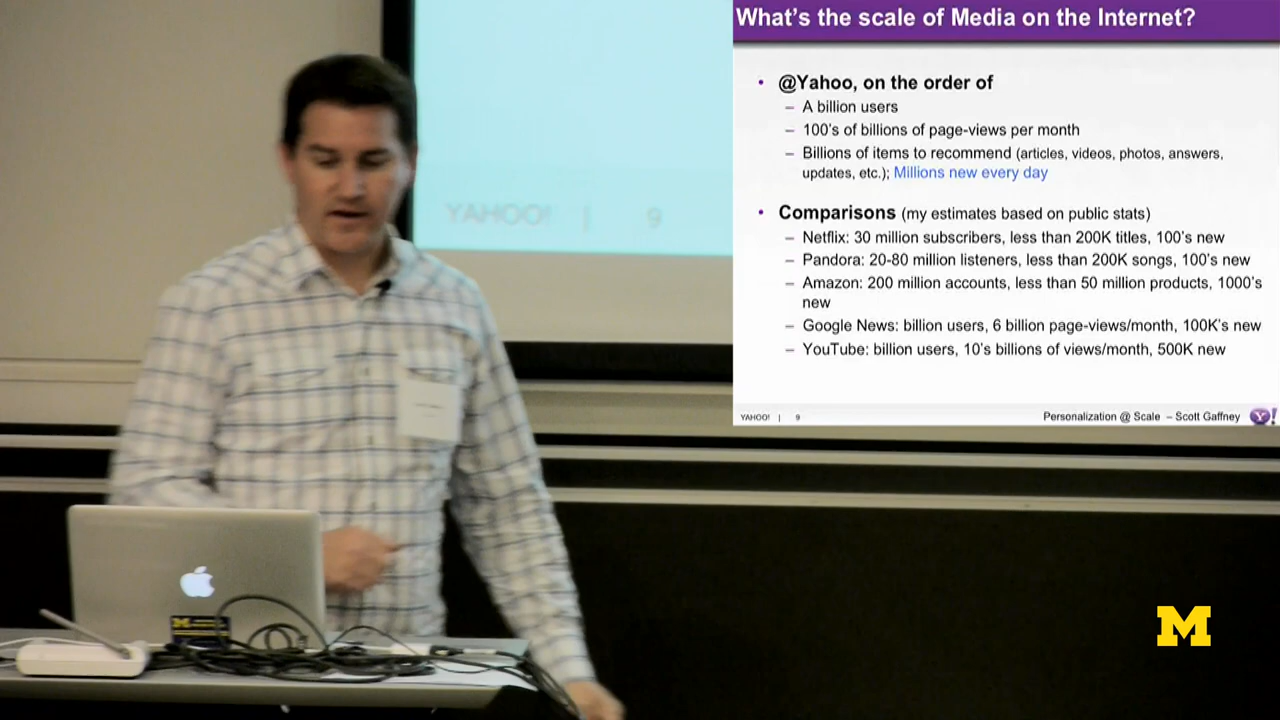 What's the scale of Media on the Internet?
• @Yahoo, on the order of
– A billion users
– 100's of billions of page-views per month
– Billions of items to recommend (articles, videos, photos, answers,
updates, etc.); Millions new every day
• Comparisons (my estimates based on public stats)
– Netflix: 30 million subscribers, less than 200K titles, 100's new
– Pandora: 20-80 million listeners, less than 200K songs, 100's new
– Amazon: 200 million accounts, less than 50 million products, 1000's
new
– Google News: billion users, 6 billion page-views/month, 100K's new
– YouTube: billion users, 10's billions of views/month, 500K new
YAHOO! | 9
Personalization @ Scale – Scott Gaffney
Y!
YAHOO! | 9
M
M